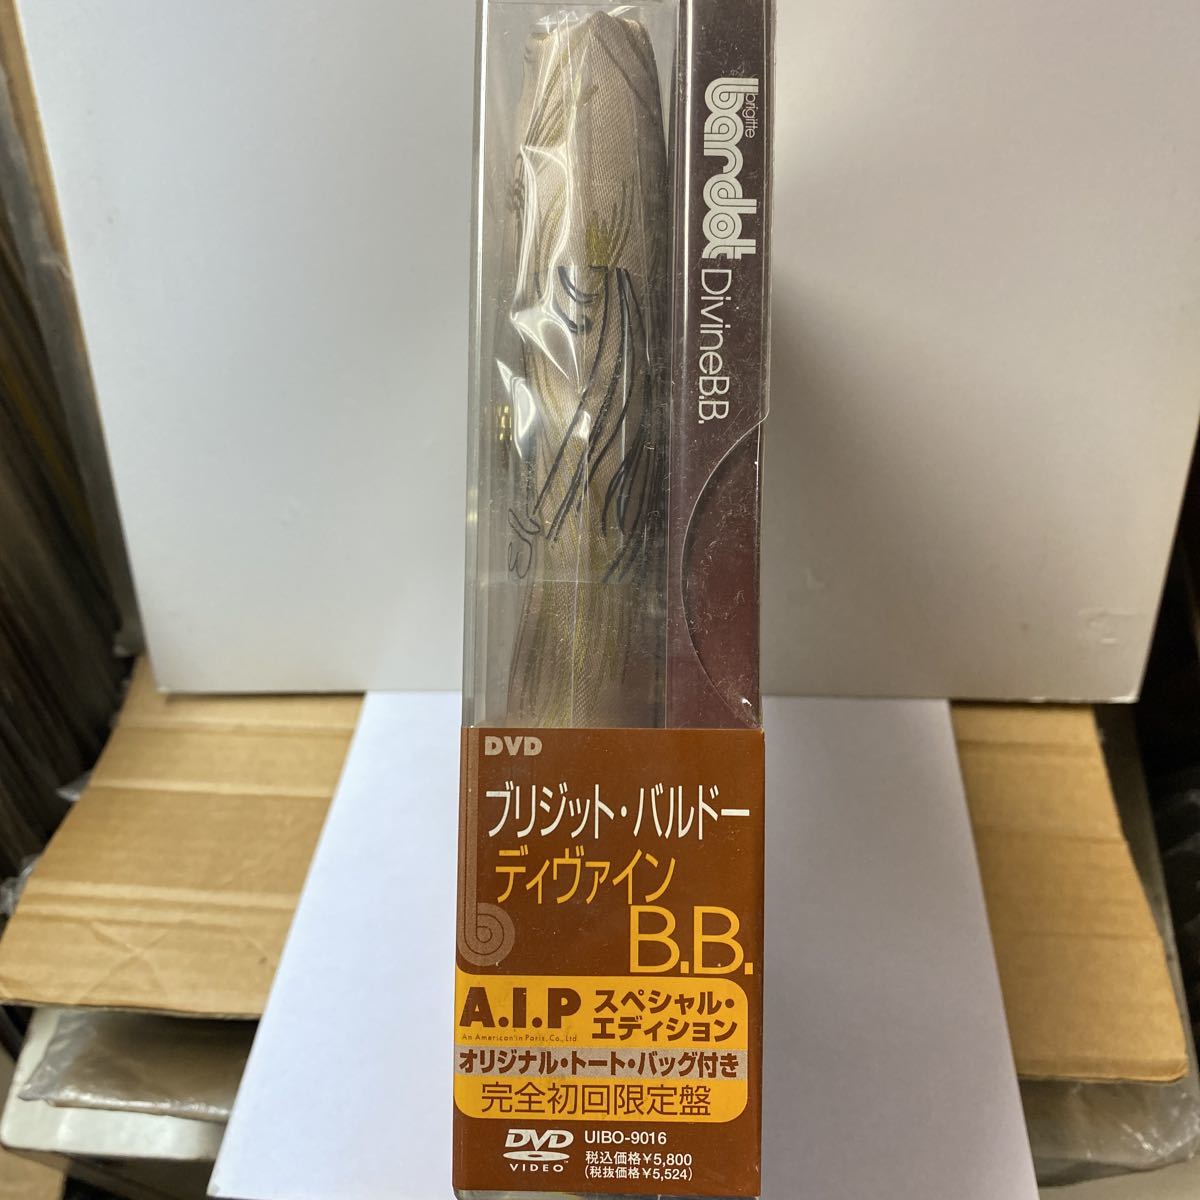 brigitte
bardot
DivineB.B.
DVD
ブリジット・バルドー
ディヴァイン
B.B.
A.I.P
An American in Paris, Co., Ltd.
スペシャル・
エディション
オリジナル・トート・バッグ付き
完全初回限定盤
DVD
VIDEO
UIBO-9016
税込価格¥5,800
(税抜価格¥5,524)